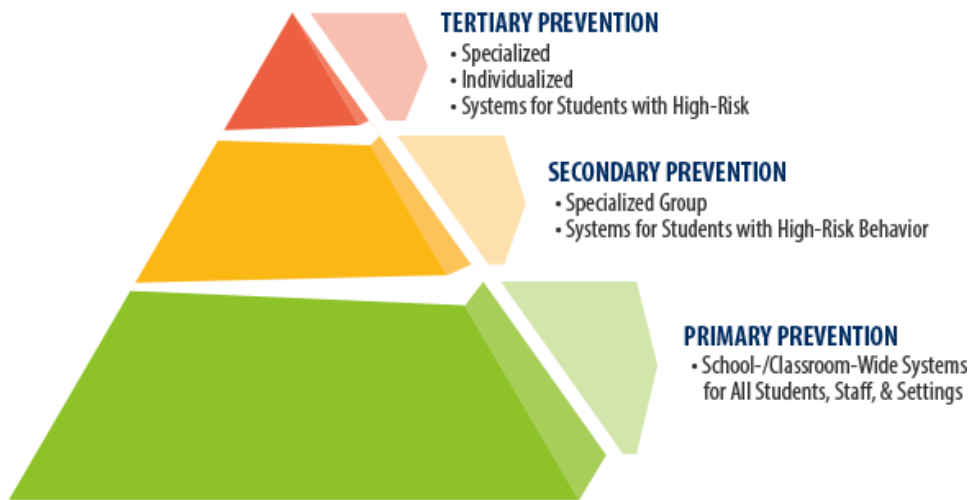 TERTIARY PREVENTION
• Specialized
• Individualized
• Systems for Students with High-Risk
SECONDARY PREVENTION
• Specialized Group
• Systems for Students with High-Risk Behavior
PRIMARY PREVENTION
• School-/Classroom-Wide Systems
for All Students, Staff, & Settings